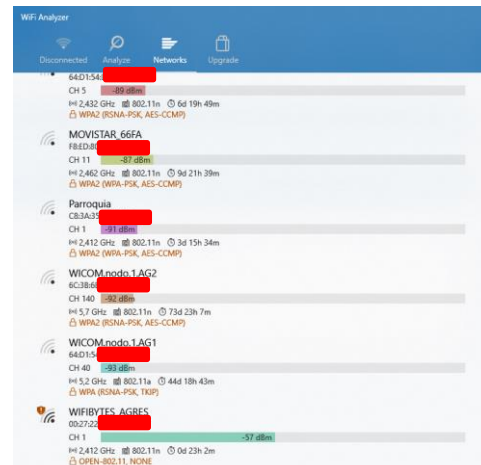 WiFi Analyzer
Disconnected Analyze Networks Upgrade
64:D1:54:
CH 5 -89 dBm
2,432 GHz 802.11n 6d 19h 49m
WPA2 (RSNA-PSK, AES-CCMP)
MOVISTAR_66FA
F8:ED:80
CH 11 -87 dBm
2,462 GHz 802.11n 9d 21h 39m
WPA2 (WPA-PSK, AES-CCMP)
Parroquia
C8:3A:35
CH 1 -91 dBm
2,412 GHz 802.11n 3d 15h 34m
WPA2 (WPA-PSK, AES-CCMP)
WICOM.nodo.1.AG2
6C:38:6
CH 140 -92 dBm
5,7 GHz 802.11n 73d 23h 7m
WPA2 (RSNA-PSK, AES-CCMP)
WICOM.nodo.1.AG1
64:D1:5
CH 40 -93 dBm
5,2 GHz 802.11a 44d 18h 43m
WPA (RSNA-PSK, TKIP)
WIFIBYTES_AGRES
00:27:22
CH 1 -57 dBm
2,412 GHz 802.11n 0d 23h 2m
OPEN-802.11, NONE